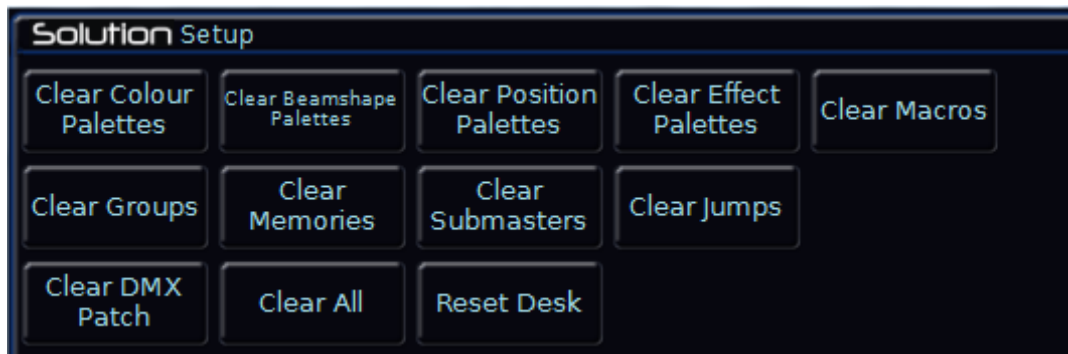 Solution Setup
Clear Colour
Palettes
Clear Beamshape
Palettes
Clear Position
Palettes
Clear Effect
Palettes
Clear Macros
Clear Groups
Clear
Memories
Clear
Submasters
Clear Jumps
Clear DMX
Patch
Clear All
Reset Desk